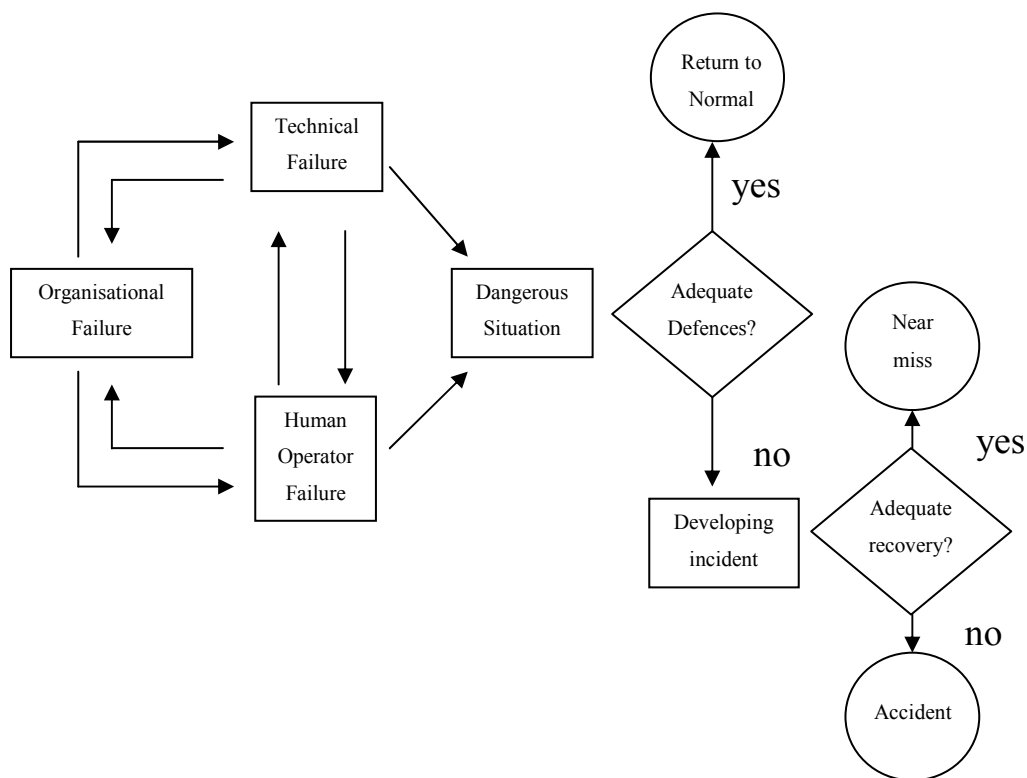 Return to
Normal
Technical
Failure
yes
Organisational
Failure
Dangerous
Situation
Adequate
Defences?
Near
miss
Human
Operator
Failure
no
yes
Developing
incident
Adequate
recovery?
no
Accident